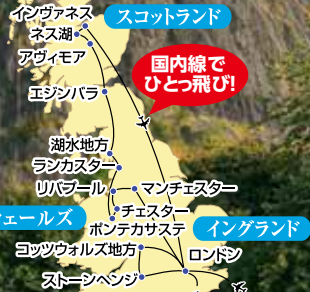 スコットランド
インヴァネス
ネス湖
アヴィモア
国内線で
ひとっ飛び!
エジンバラ
湖水地方
ランカスター
リバプール
マンチェスター
チェスター
ェールズ
ポンテカサステ
イングランド
コッツウォルズ地方
ロンドン
ストーンヘンジ